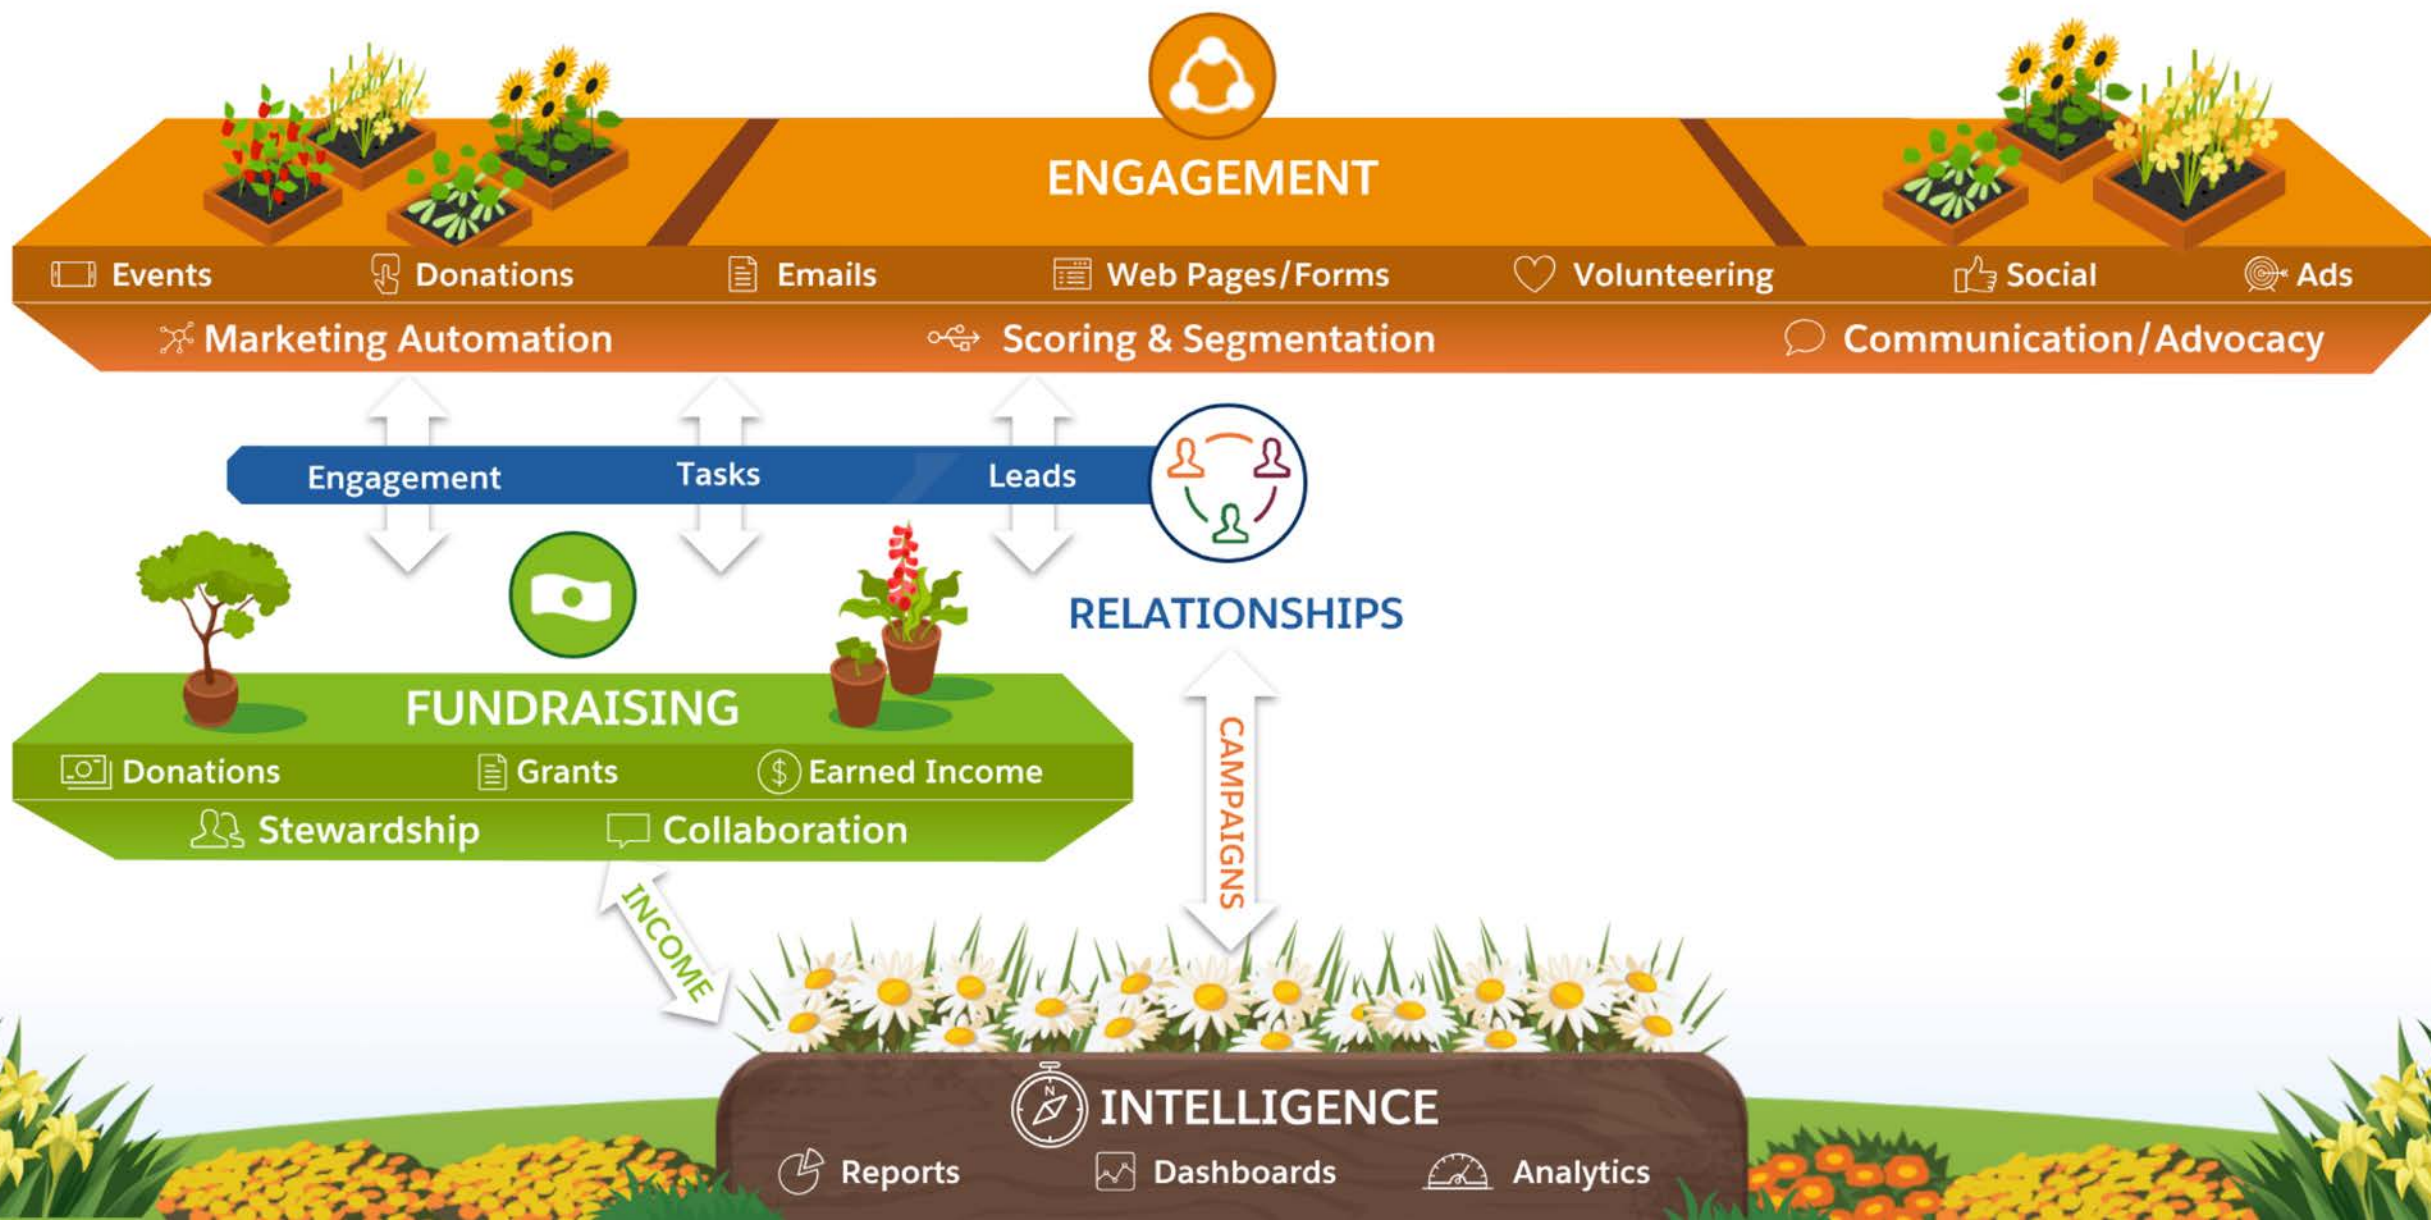 ENGAGEMENT
Events Donations Emails Web Pages/Forms Volunteering Social Ads
Marketing Automation Scoring & Segmentation Communication/Advocacy
Engagement Tasks Leads
RELATIONSHIPS
FUNDRAISING
Donations Grants Earned Income
Stewardship Collaboration
CAMPAIGNS
INCOME
N
INTELLIGENCE
Reports Dashboards Analytics